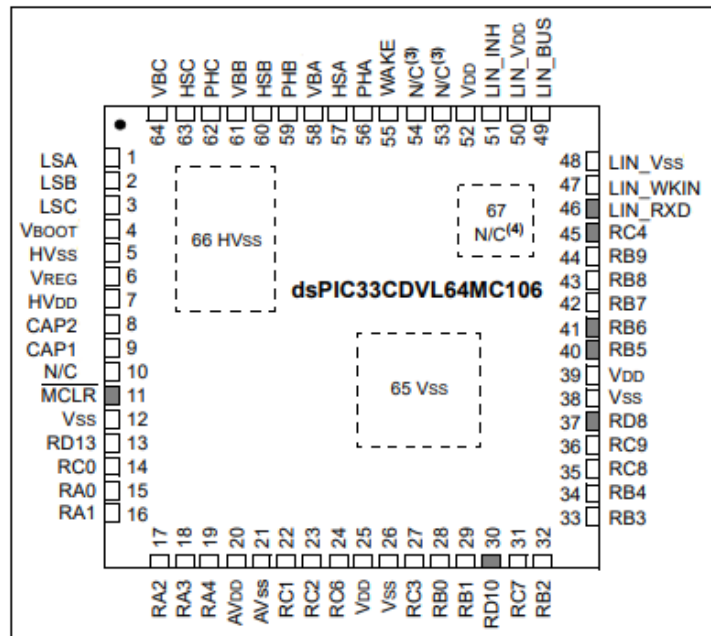 VBC HSC PHC VBB HSB PHB VBA HSA PHA WAKE N/C(3) N/C(3) VDD LIN_INH LIN_VDD LIN_BUS
64 63 62 61 60 59 58 57 56 55 54 53 52 51 50 49
LSA 1
LSB 2
LSC 3
VBOOT 4
HVSS 5
VREG 6
HVDD 7
CAP2 8
CAP1 9
N/C 10
MCLR 11
VSS 12
RD13 13
RC0 14
RA0 15
RA1 16
66 HVSS
67
N/C(4)
dsPIC33CDVL64MC106
65 VSS
48 LIN_VSS
47 LIN_WKIN
46 LIN_RXD
45 RC4
44 RB9
43 RB8
42 RB7
41 RB6
40 RB5
39 VDD
38 VSS
37 RD8
36 RC9
35 RC8
34 RB4
33 RB3
17 18 19 20 21 22 23 24 25 26 27 28 29 30 31 32
RA2 RA3 RA4 AVDD AVSS RC1 RC2 RC6 VDD VSS RC3 RB0 RB1 RD10 RC7 RB2